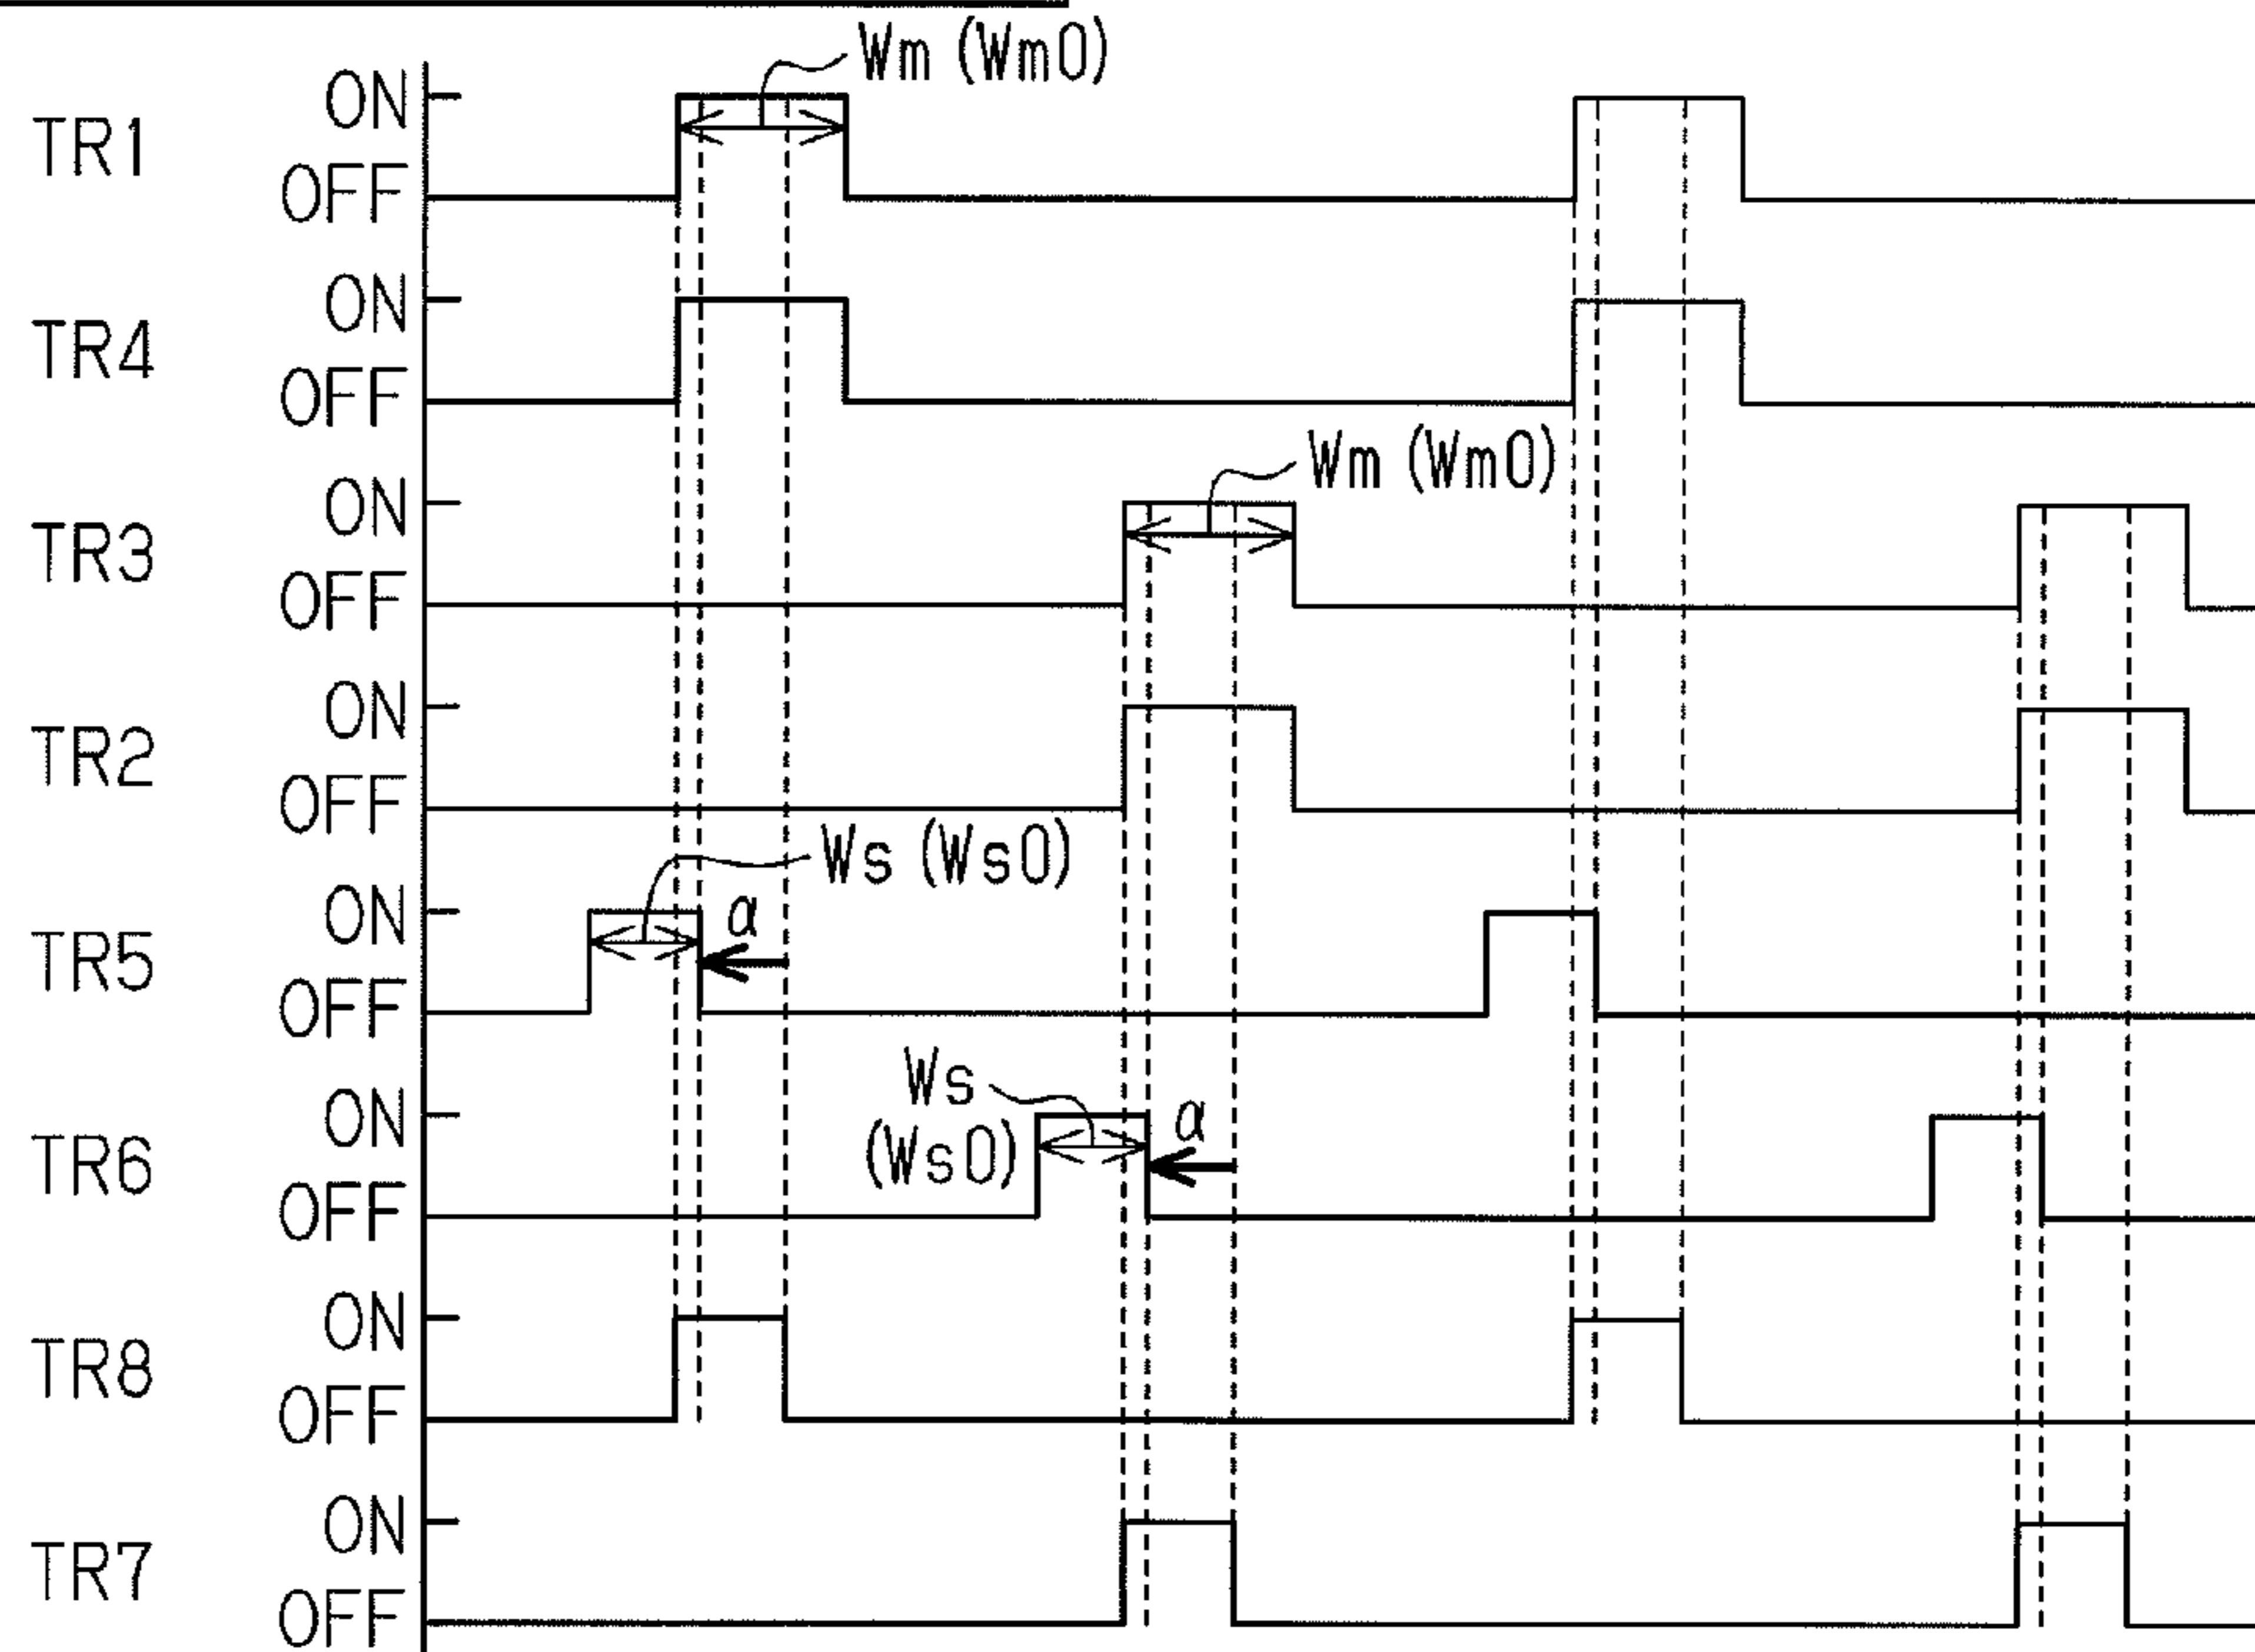 Wm (Wm0)
ON
TR1
OFF
ON
TR4
OFF
Wm (Wm0)
ON
TR3
OFF
ON
TR2
OFF
Ws (Ws0)
ON
α
TR5
OFF
Ws
ON
α
(Ws0)
TR6
OFF
ON
TR8
OFF
ON
TR7
OFF